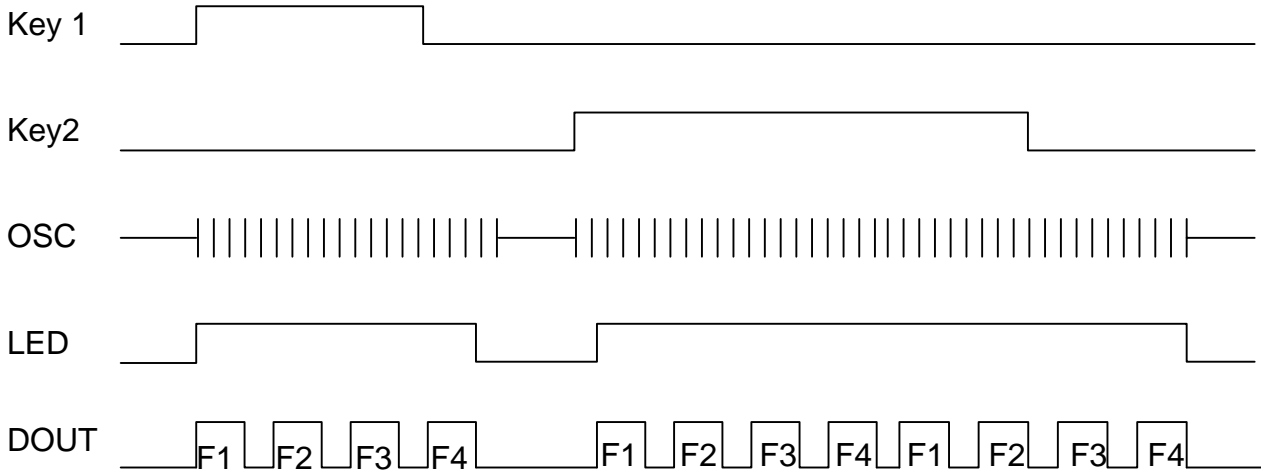 Key 1
Key2
OSC
LED
DOUT
F1 F2 F3 F4 F1 F2 F3 F4 F1 F2 F3 F4